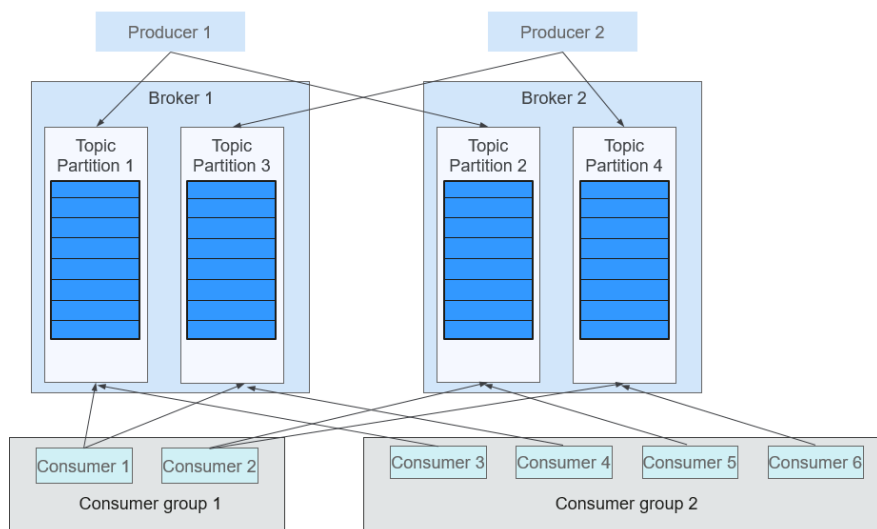 Producer 1
Producer 2
Broker 1
Broker 2
Topic
Partition 1
Topic
Partition 3
Topic
Partition 2
Topic
Partition 4
Consumer 1
Consumer 2
Consumer 3
Consumer 4
Consumer 5
Consumer 6
Consumer group 1
Consumer group 2